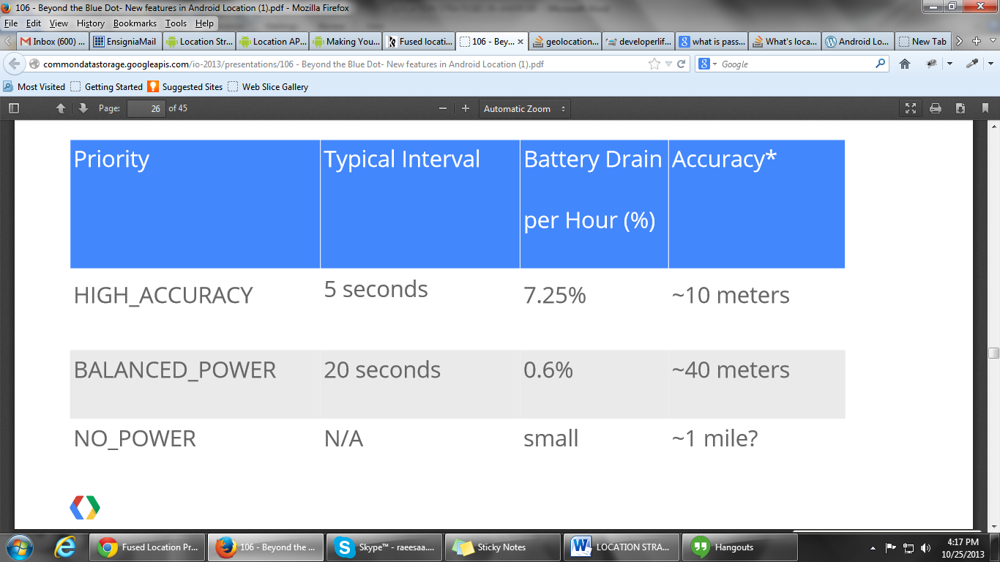 106 - Beyond the Blue Dot- New features in Android Location (1).pdf - Mozilla Firefox
File Edit View History Bookmarks Tools Help
Inbox (600) ... EnsigniaMail Location Str... Location AP... Making You... Fused locati... 106 - Bey... geolocation... developerlif... what is pass... What's loca... Android Lo... New Tab
commondatastorage.googleapis.com/io-2013/presentations/106 - Beyond the Blue Dot- New features in Android Location (1).pdf Google
Most Visited Getting Started Suggested Sites Web Slice Gallery
Page: 26 of 45 Automatic Zoom
Priority Typical Interval Battery Drain Accuracy*
per Hour (%)
HIGH_ACCURACY 5 seconds 7.25% ~10 meters
BALANCED_POWER 20 seconds 0.6% ~40 meters
NO_POWER N/A small ~1 mile?
Fused Location Pr... 106 - Beyond the ... Skype™ - raeesaa.... Sticky Notes LOCATION STRA... Hangouts 4:17 PM
10/25/2013